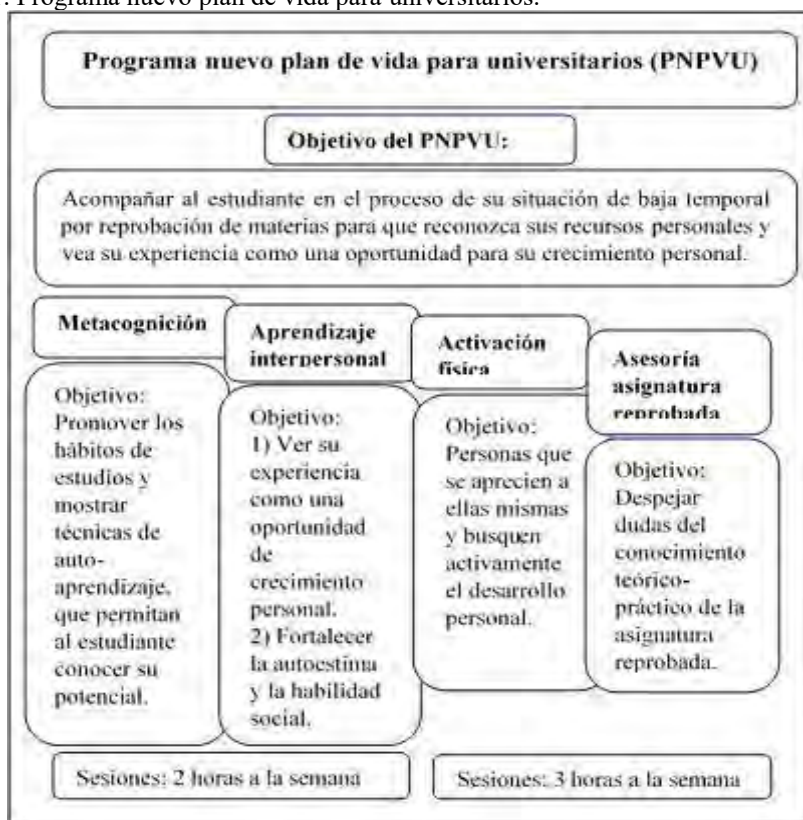 . Programa nuevo plan de vida para universitarios.
Programa nuevo plan de vida para universitarios (PNPVU)
Objetivo del PNPVU:
Acompañar al estudiante en el proceso de su situación de baja temporal
por reprobación de materias para que reconozca sus recursos personales y
vea su experiencia como una oportunidad para su crecimiento personal.
Metacognición
Objetivo:
Promover los
hábitos de
estudios y
mostrar
técnicas de
auto-
aprendizaje,
que permitan
al estudiante
conocer su
potencial.
Aprendizaje
interpersonal
Objetivo:
1) Ver su
experiencia
como una
oportunidad
de
crecimiento
personal.
2) Fortalecer
la autoestima
y la habilidad
social.
Activación
física
Objetivo:
Personas que
se aprecien a
ellas mismas
y busquen
activamente
el desarrollo
personal.
Asesoría
asignatura
reprobada
Objetivo:
Despejar
dudas del
conocimiento
teórico-
práctico de la
asignatura
reprobada.
Sesiones: 2 horas a la semana
Sesiones: 3 horas a la semana